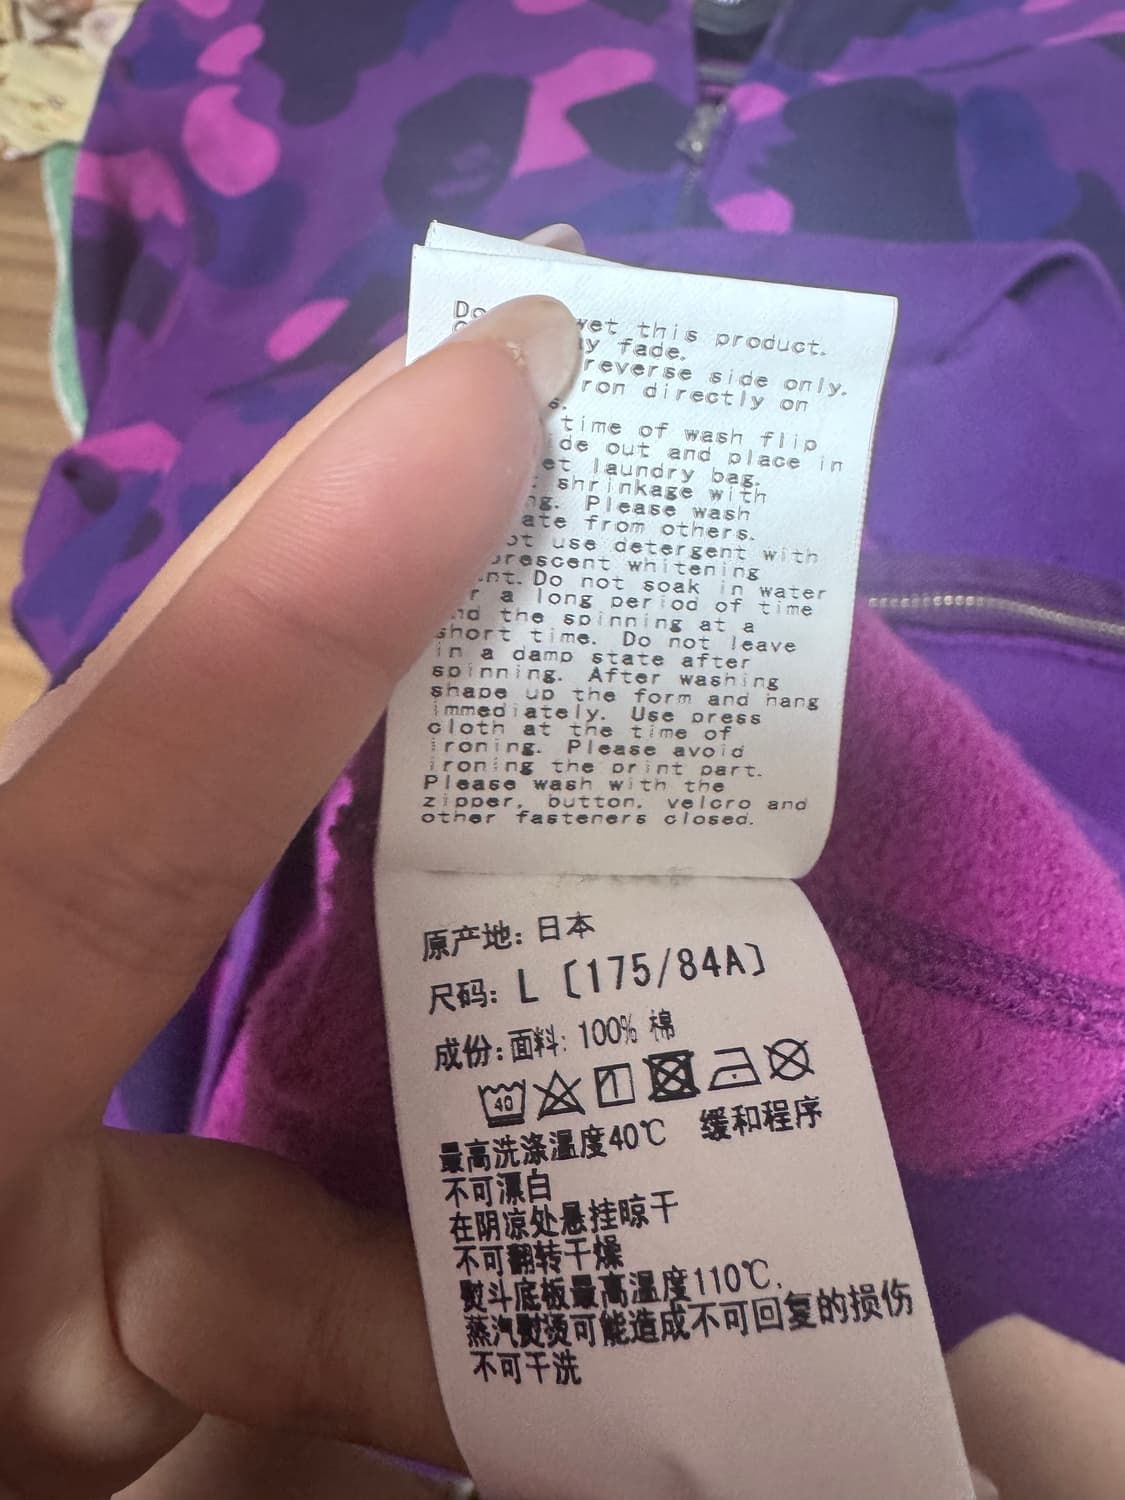 wet this product.
fade.
reverse side only.
directly on
time of wash flip
out and place in
laundry bag.
shrinkage with
Please wash
from others.
use detergent with
whitening
Do not soak in water
a long period of time
the spinning at a
short time. Do not leave
in a damp state after
spinning. After washing
shape up the form and hang
immediately. Use press
cloth at the time of
ironing. Please avoid
ironing the print part.
Please wash with the
zipper, button, velcro and
other fasteners closed.
原产地: 日本
尺码: L [175/84A]
成份: 面料: 100% 棉
40
最高洗涤温度40℃ 缓和程序
不可漂白
在阴凉处悬挂晾干
不可翻转干燥
熨斗底板最高温度110℃,
蒸汽熨烫可能造成不可回复的损伤
不可干洗